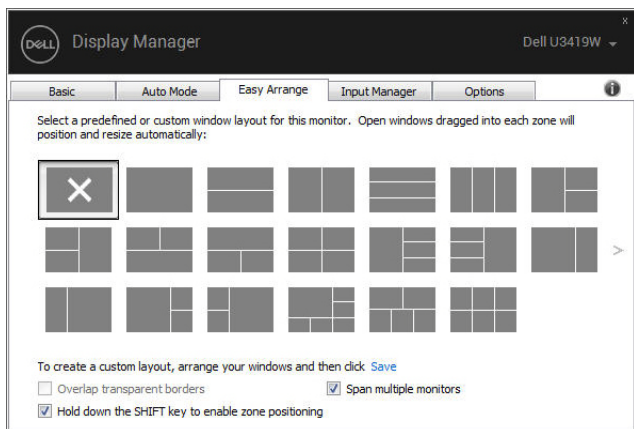 x
DELL Display Manager Dell U3419W
Basic Auto Mode Easy Arrange Input Manager Options i
Select a predefined or custom window layout for this monitor. Open windows dragged into each zone will
position and resize automatically:
>
To create a custom layout, arrange your windows and then click Save
Overlap transparent borders Span multiple monitors
Hold down the SHIFT key to enable zone positioning